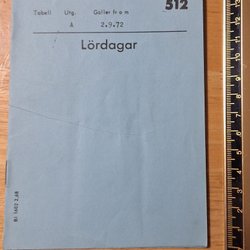 512
Tabell Utg. Gäller fr o m
A 2.9.72
Lördagar